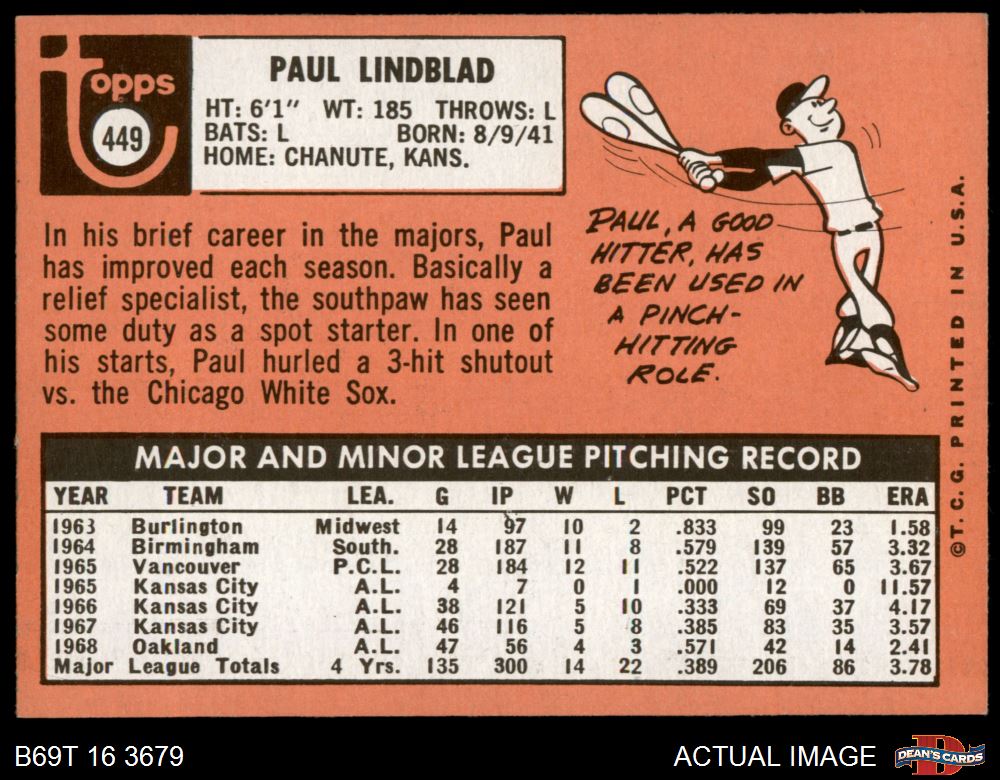 Topps
449
PAUL LINDBLAD
HT: 6'1" WT: 185 THROWS: L
BATS: L BORN: 8/9/41
HOME: CHANUTE, KANS.
In his brief career in the majors, Paul
has improved each season. Basically a
relief specialist, the southpaw has seen
some duty as a spot starter. In one of
his starts, Paul hurled a 3-hit shutout
vs. the Chicago White Sox.
PAUL, A GOOD
HITTER, HAS
BEEN USED IN
A PINCH-
HITTING
ROLE.
©T.C.G. PRINTED IN U.S.A.
MAJOR AND MINOR LEAGUE PITCHING RECORD
YEAR TEAM LEA. G IP W L PCT SO BB ERA
1963 Burlington Midwest 14 97 10 2 .833 99 23 1.58
1964 Birmingham South. 28 187 11 8 .579 139 57 3.32
1965 Vancouver P.C.L. 28 184 12 11 .522 137 65 3.67
1965 Kansas City A.L. 4 7 0 1 .000 12 0 11.57
1966 Kansas City A.L. 38 121 5 10 .333 69 37 4.17
1967 Kansas City A.L. 46 116 5 8 .385 83 35 3.57
1968 Oakland A.L. 47 56 4 3 .571 42 14 2.41
Major League Totals 4 Yrs. 135 300 14 22 .389 206 86 3.78
B69T 16 3679
ACTUAL IMAGE
DEAN'S CARDS